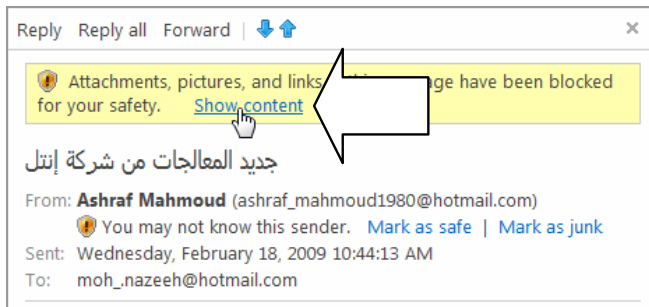 Reply Reply all Forward
Attachments, pictures, and links age have been blocked
for your safety. Show content
جديد المعالجات من شركة إنتل
From: Ashraf Mahmoud (ashraf_mahmoud1980@hotmail.com)
You may not know this sender. Mark as safe | Mark as junk
Sent: Wednesday, February 18, 2009 10:44:13 AM
To: moh_.nazeeh@hotmail.com